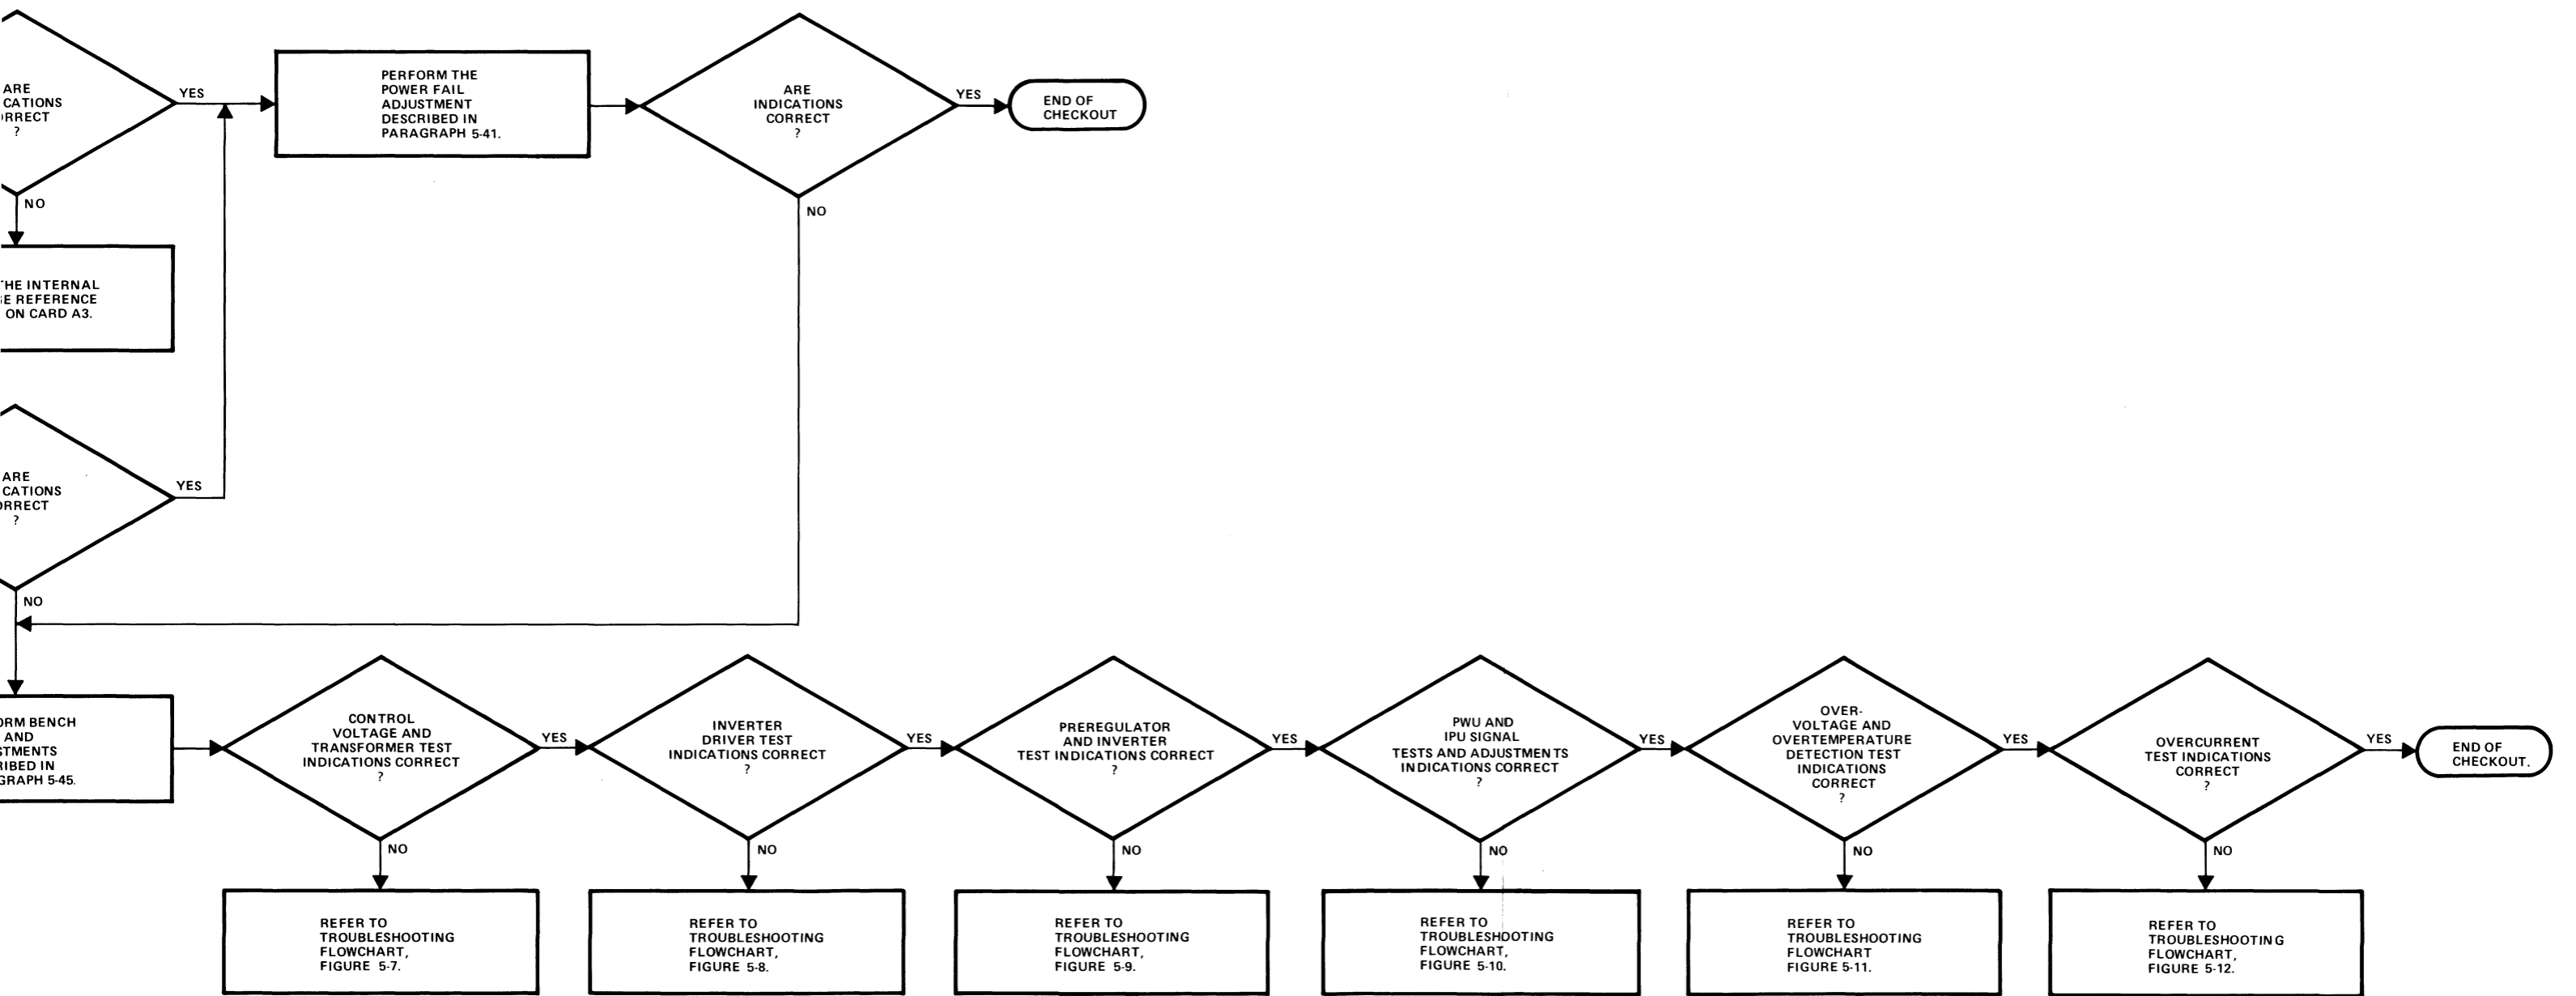 ARE
CATIONS
RRECT
?
YES
NO
PERFORM THE
POWER FAIL
ADJUSTMENT
DESCRIBED IN
PARAGRAPH 5-41.
ARE
INDICATIONS
CORRECT
?
YES
NO
END OF
CHECKOUT
HE INTERNAL
E REFERENCE
ON CARD A3.
ARE
CATIONS
ORRECT
?
YES
NO
ORM BENCH
AND
STMENTS
RIBED IN
GRAPH 5-45.
CONTROL
VOLTAGE AND
TRANSFORMER TEST
INDICATIONS CORRECT
?
YES
NO
INVERTER
DRIVER TEST
INDICATIONS CORRECT
?
YES
NO
PREREGULATOR
AND INVERTER
TEST INDICATIONS CORRECT
?
YES
NO
PWU AND
IPU SIGNAL
TESTS AND ADJUSTMENTS
INDICATIONS CORRECT
?
YES
NO
OVER-
VOLTAGE AND
OVERTEMPERATURE
DETECTION TEST
INDICATIONS
CORRECT
?
YES
NO
OVERCURRENT
TEST INDICATIONS
CORRECT
?
YES
NO
END OF
CHECKOUT.
REFER TO
TROUBLESHOOTING
FLOWCHART,
FIGURE 5-7.
REFER TO
TROUBLESHOOTING
FLOWCHART,
FIGURE 5-8.
REFER TO
TROUBLESHOOTING
FLOWCHART,
FIGURE 5-9.
REFER TO
TROUBLESHOOTING
FLOWCHART,
FIGURE 5-10.
REFER TO
TROUBLESHOOTING
FLOWCHART
FIGURE 5-11.
REFER TO
TROUBLESHOOTING
FLOWCHART,
FIGURE 5-12.